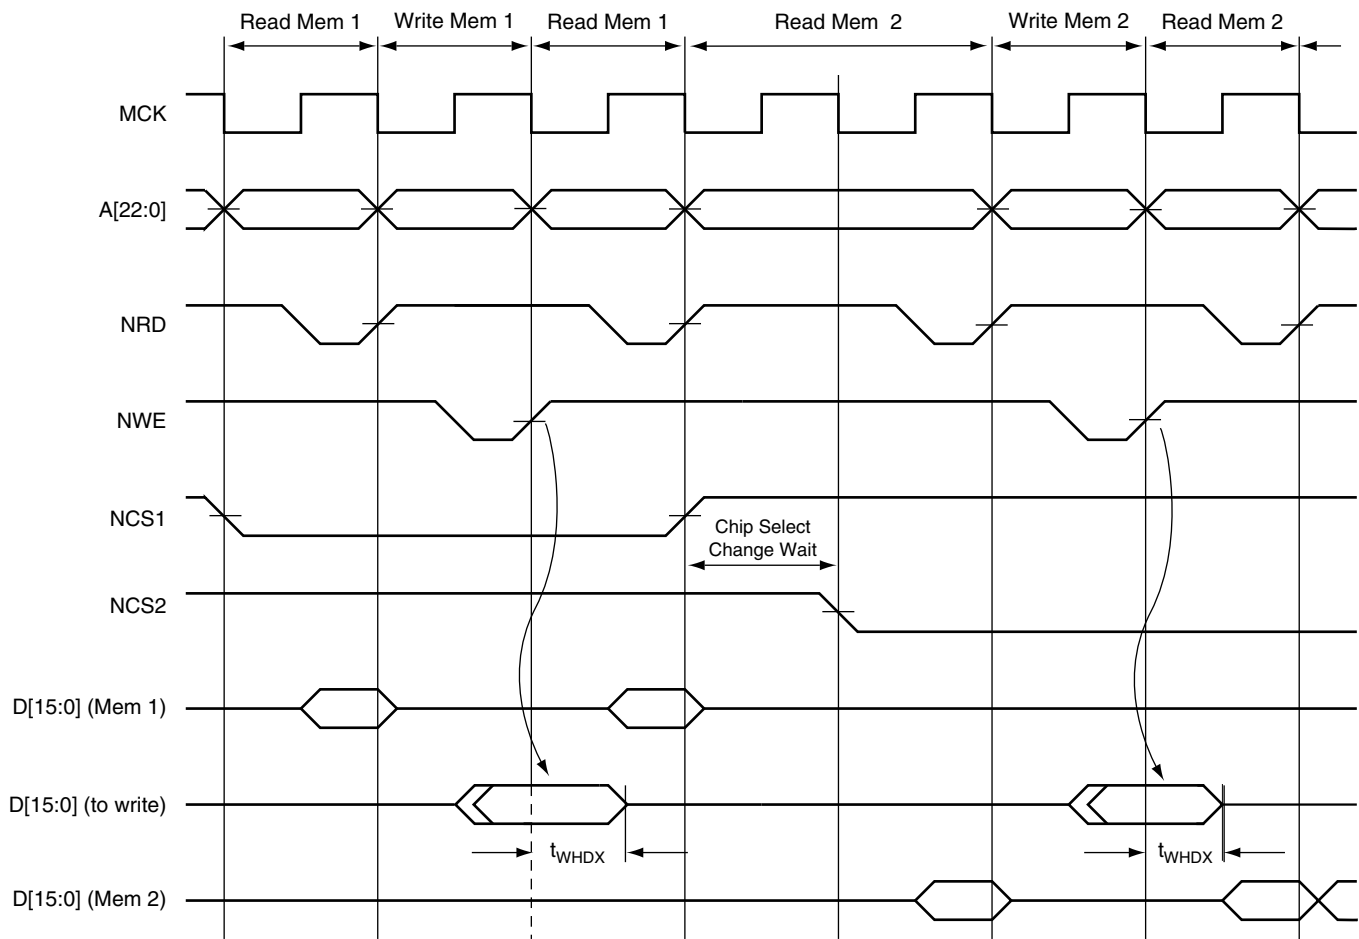 Read Mem 1 Write Mem 1 Read Mem 1 Read Mem 2 Write Mem 2 Read Mem 2
MCK
A[22:0]
NRD
NWE
NCS1
Chip Select
Change Wait
NCS2
D[15:0] (Mem 1)
D[15:0] (to write)
tWHDX tWHDX
D[15:0] (Mem 2)